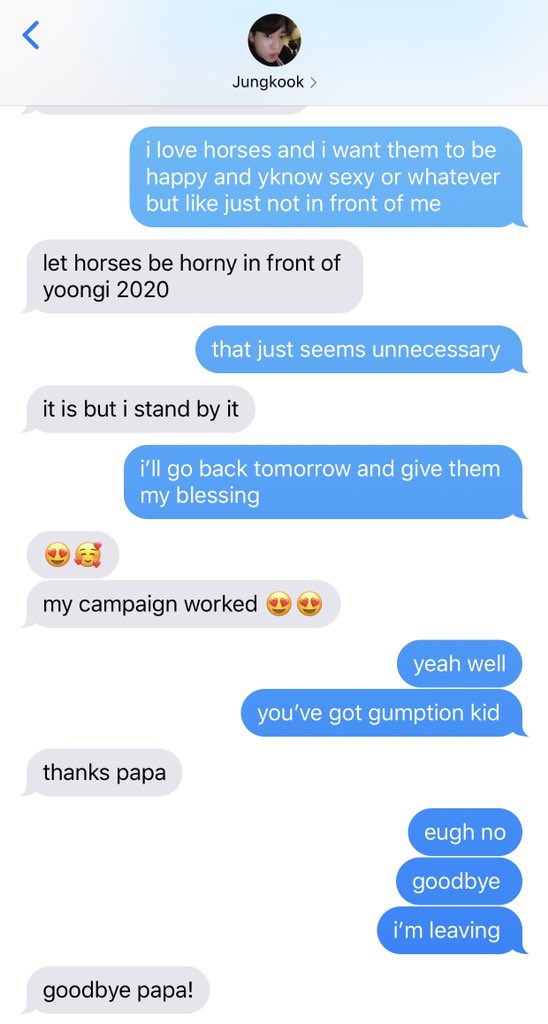 Jungkook
i love horses and i want them to be
happy and yknow sexy or whatever
but like just not in front of me
let horses be horny in front of
yoongi 2020
that just seems unnecessary
it is but i stand by it
i’ll go back tomorrow and give them
my blessing
😍🥰
my campaign worked 😍😍
yeah well
you’ve got gumption kid
thanks papa
eugh no
goodbye
i’m leaving
goodbye papa!